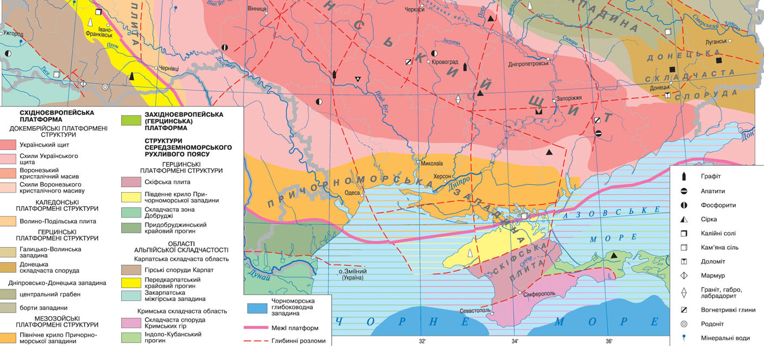 Вінниця
Черкаси
ЗАПАДИНА
ПЛИТА
Ужгород
Івано-
Франківськ
Чернівці
Кіровоград
Дніпропетровськ
Запоріжжя
Луганськ
Донецьк
ДОНЕЦЬКА
СКЛАДЧАСТА
СПОРУДА
НСЬКИЙ
ЩИТ
Миколаїв
Херсон
Одеса
Дніпро
Дон
Дунай
ПРИЧОРНОМОРСЬКА
ЗАПАДИНА
АЗОВСЬКЕ
МОРЕ
СКІФСЬКА
ПЛИТА
о.Зміїний
(Україна)
Сімферополь
Севастополь
ЧОРНЕ МОРЕ
32°
34°
36°
СХІДНОЄВРОПЕЙСЬКА
ПЛАТФОРМА
ДОКЕМБРІЙСЬКІ ПЛАТФОРМЕНІ
СТРУКТУРИ
Український щит
Схили Українського
щита
Воронезький
кристалічний масив
Схили Воронезького
кристалічного масиву
КАЛЕДОНСЬКІ
ПЛАТФОРМЕНІ СТРУКТУРИ
Волино-Подільська плита
ГЕРЦИНСЬКІ
ПЛАТФОРМЕНІ СТРУКТУРИ
Галицько-Волинська
западина
Донецька
складчаста споруда
Дніпровсько-Донецька западина
центральний грабен
борти западини
МЕЗОЗОЙСЬКІ
ПЛАТФОРМЕНІ СТРУКТУРИ
Північне крило Причорно-
морської западини
ЗАХІДНОЄВРОПЕЙСЬКА
(ГЕРЦИНСЬКА)
ПЛАТФОРМА
СТРУКТУРИ
СЕРЕДЗЕМНОМОРСЬКОГО
РУХЛИВОГО ПОЯСУ
ГЕРЦИНСЬКІ
ПЛАТФОРМЕНІ СТРУКТУРИ
Скіфська плита
Південне крило При-
чорноморської западини
Складчаста зона
Добруджі
Придобруджинський
крайовий прогин
ОБЛАСТІ
АЛЬПІЙСЬКОЇ СКЛАДЧАСТОСТІ
Карпатська складчаста область
Гірські споруди Карпат
Передкарпатський
крайовий прогин
Закарпатська
міжгірська западина
Кримська складчаста область
Складчаста споруда
Кримських гір
Індоло-Кубанський
прогин
Чорноморська
глибоководна
западина
Межі платформ
Глибинні розломи
Графіт
Апатити
Фосфорити
Сірка
Калійні солі
Кам'яна сіль
Доломіт
Мармур
Граніт, габро,
лабрадорит
Вогнетривкі глини
Родоніт
Мінеральні води